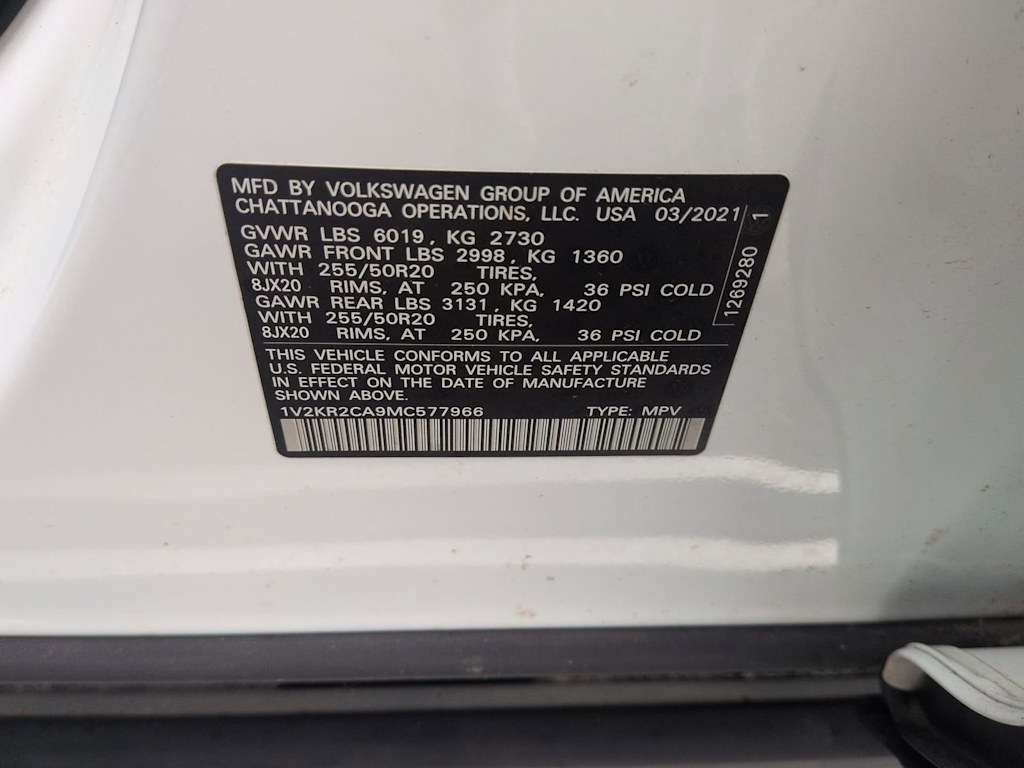 MFD BY VOLKSWAGEN GROUP OF AMERICA
CHATTANOOGA OPERATIONS, LLC. USA 03/2021
GVWR LBS 6019, KG 2730
GAWR FRONT LBS 2998, KG 1360
WITH 255/50R20 TIRES,
8JX20 RIMS, AT 250 KPA, 36 PSI COLD
GAWR REAR LBS 3131, KG 1420
WITH 255/50R20 TIRES,
8JX20 RIMS, AT 250 KPA, 36 PSI COLD
1269280 1
THIS VEHICLE CONFORMS TO ALL APPLICABLE
U.S. FEDERAL MOTOR VEHICLE SAFETY STANDARDS
IN EFFECT ON THE DATE OF MANUFACTURE
SHOWN ABOVE.
1V2KR2CA9MC577966 TYPE: MPV